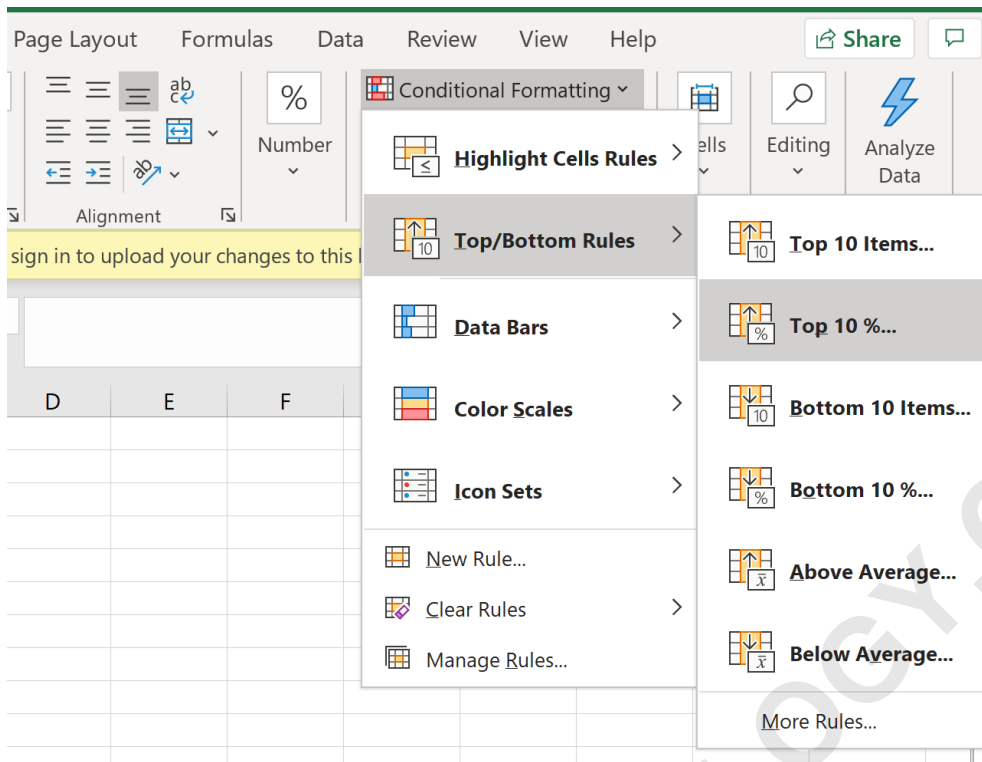 Page Layout Formulas Data Review View Help Share
ab
c
% Conditional Formatting
Number ells Editing Analyze
Data
Alignment
≤ Highlight Cells Rules
10 Top/Bottom Rules
sign in to upload your changes to this
Data Bars
Color Scales
Icon Sets
New Rule...
Clear Rules
Manage Rules...
10 Top 10 Items...
% Top 10 %...
10 Bottom 10 Items...
% Bottom 10 %...
x̄ Above Average...
x̄ Below Average...
More Rules...
D E F
OGY.